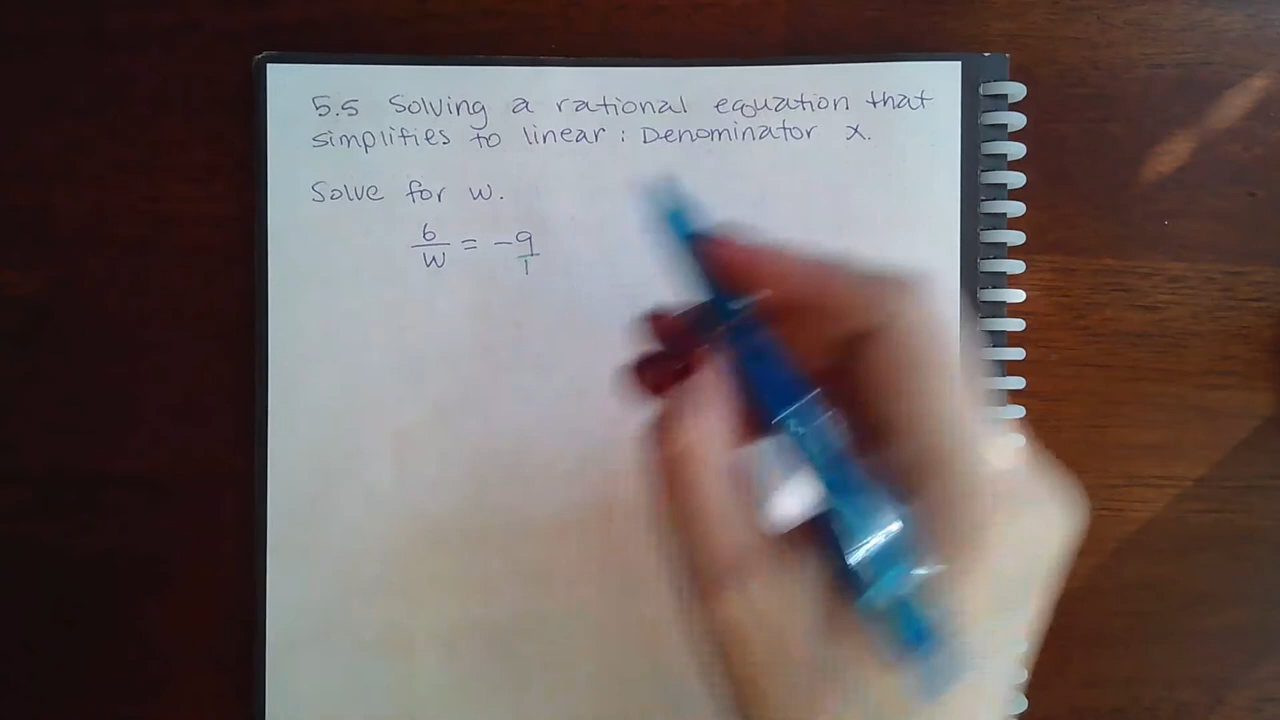 5.5 Solving a rational equation that
simplifies to linear: Denominator x.
Solve for w.
6/w = -9/1